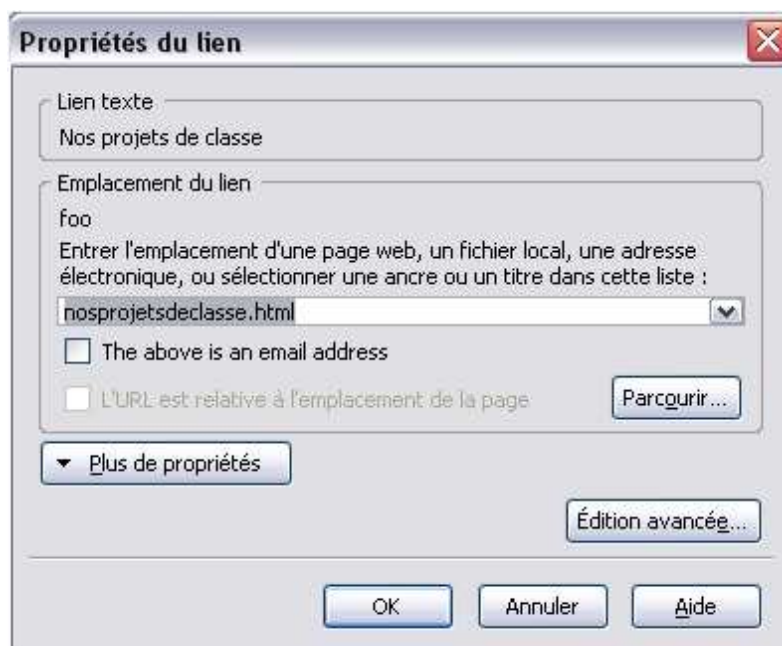 Propriétés du lien
Lien texte
Nos projets de classe
Emplacement du lien
foo
Entrer l'emplacement d'une page web, un fichier local, une adresse
électronique, ou sélectionner une ancre ou un titre dans cette liste :
nosprojetsdeclasse.html
The above is an email address
L'URL est relative à l'emplacement de la page
Parcourir...
Plus de propriétés
Édition avancée...
OK
Annuler
Aide